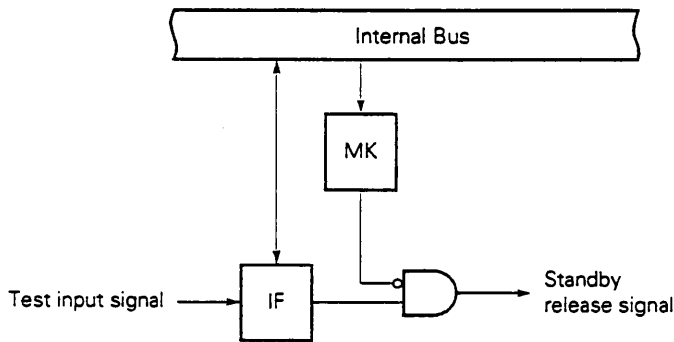 Internal Bus
MK
Test input signal
IF
Standby
release signal